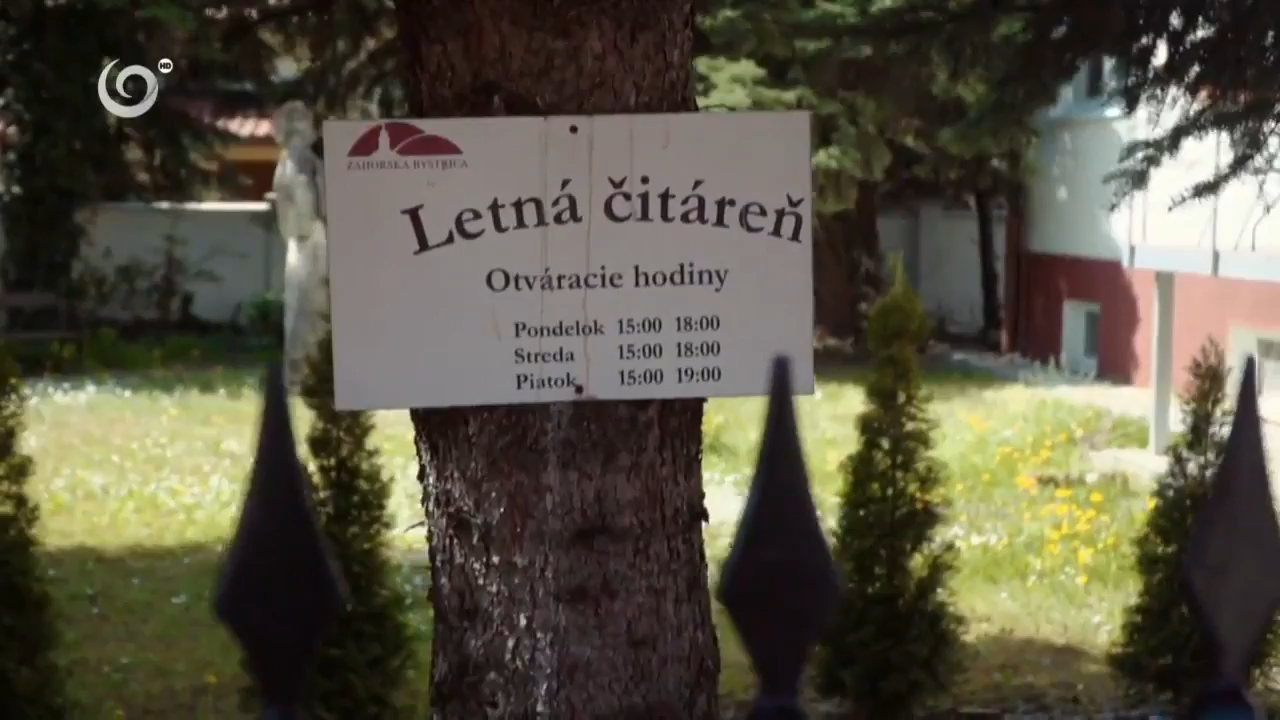 HD
ZÁHORSKÁ BYSTRICA
Letná čitáreň
Otváracie hodiny
Pondelok 15:00 18:00
Streda 15:00 18:00
Piatok 15:00 19:00